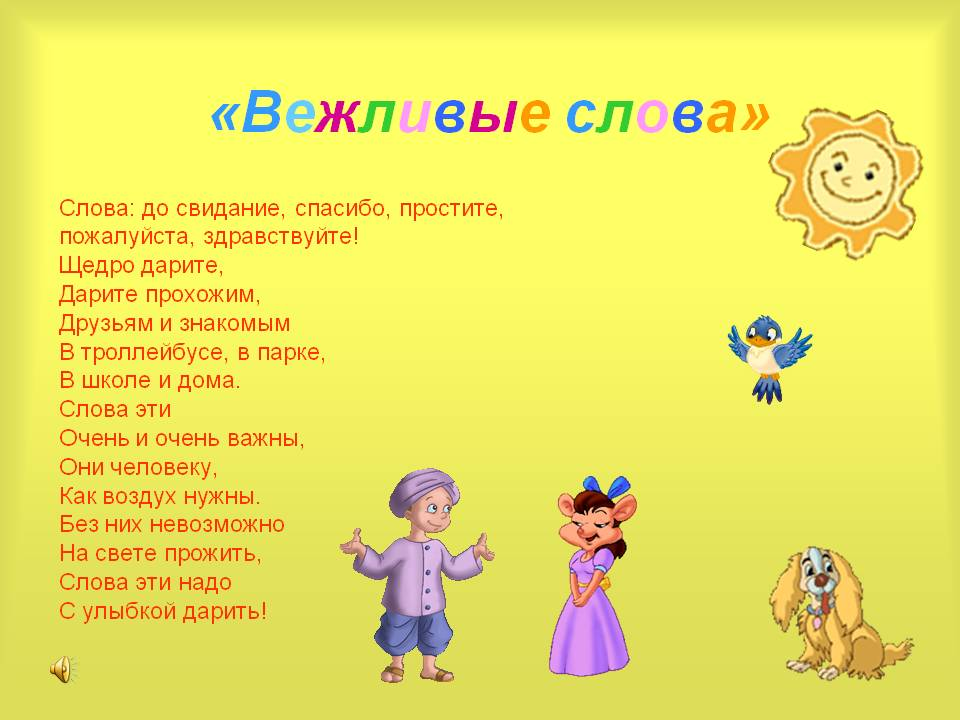 «Вежливые слова»
Слова: до свидание, спасибо, простите,
пожалуйста, здравствуйте!
Щедро дарите,
Дарите прохожим,
Друзьям и знакомым
В троллейбусе, в парке,
В школе и дома.
Слова эти
Очень и очень важны,
Они человеку,
Как воздух нужны.
Без них невозможно
На свете прожить,
Слова эти надо
С улыбкой дарить!